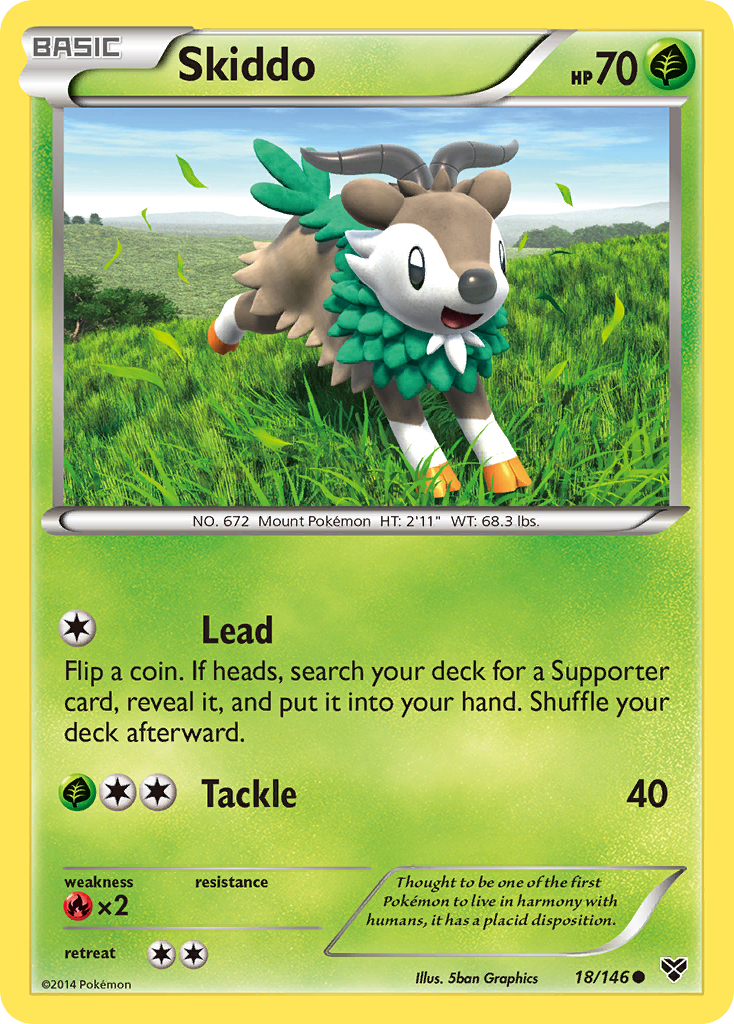 BASIC
Skiddo
HP 70
NO. 672 Mount Pokémon HT: 2'11" WT: 68.3 lbs.
Lead
Flip a coin. If heads, search your deck for a Supporter
card, reveal it, and put it into your hand. Shuffle your
deck afterward.
Tackle 40
weakness resistance
×2
Thought to be one of the first
Pokémon to live in harmony with
humans, it has a placid disposition.
retreat
©2014 Pokémon
Illus. 5ban Graphics
18/146